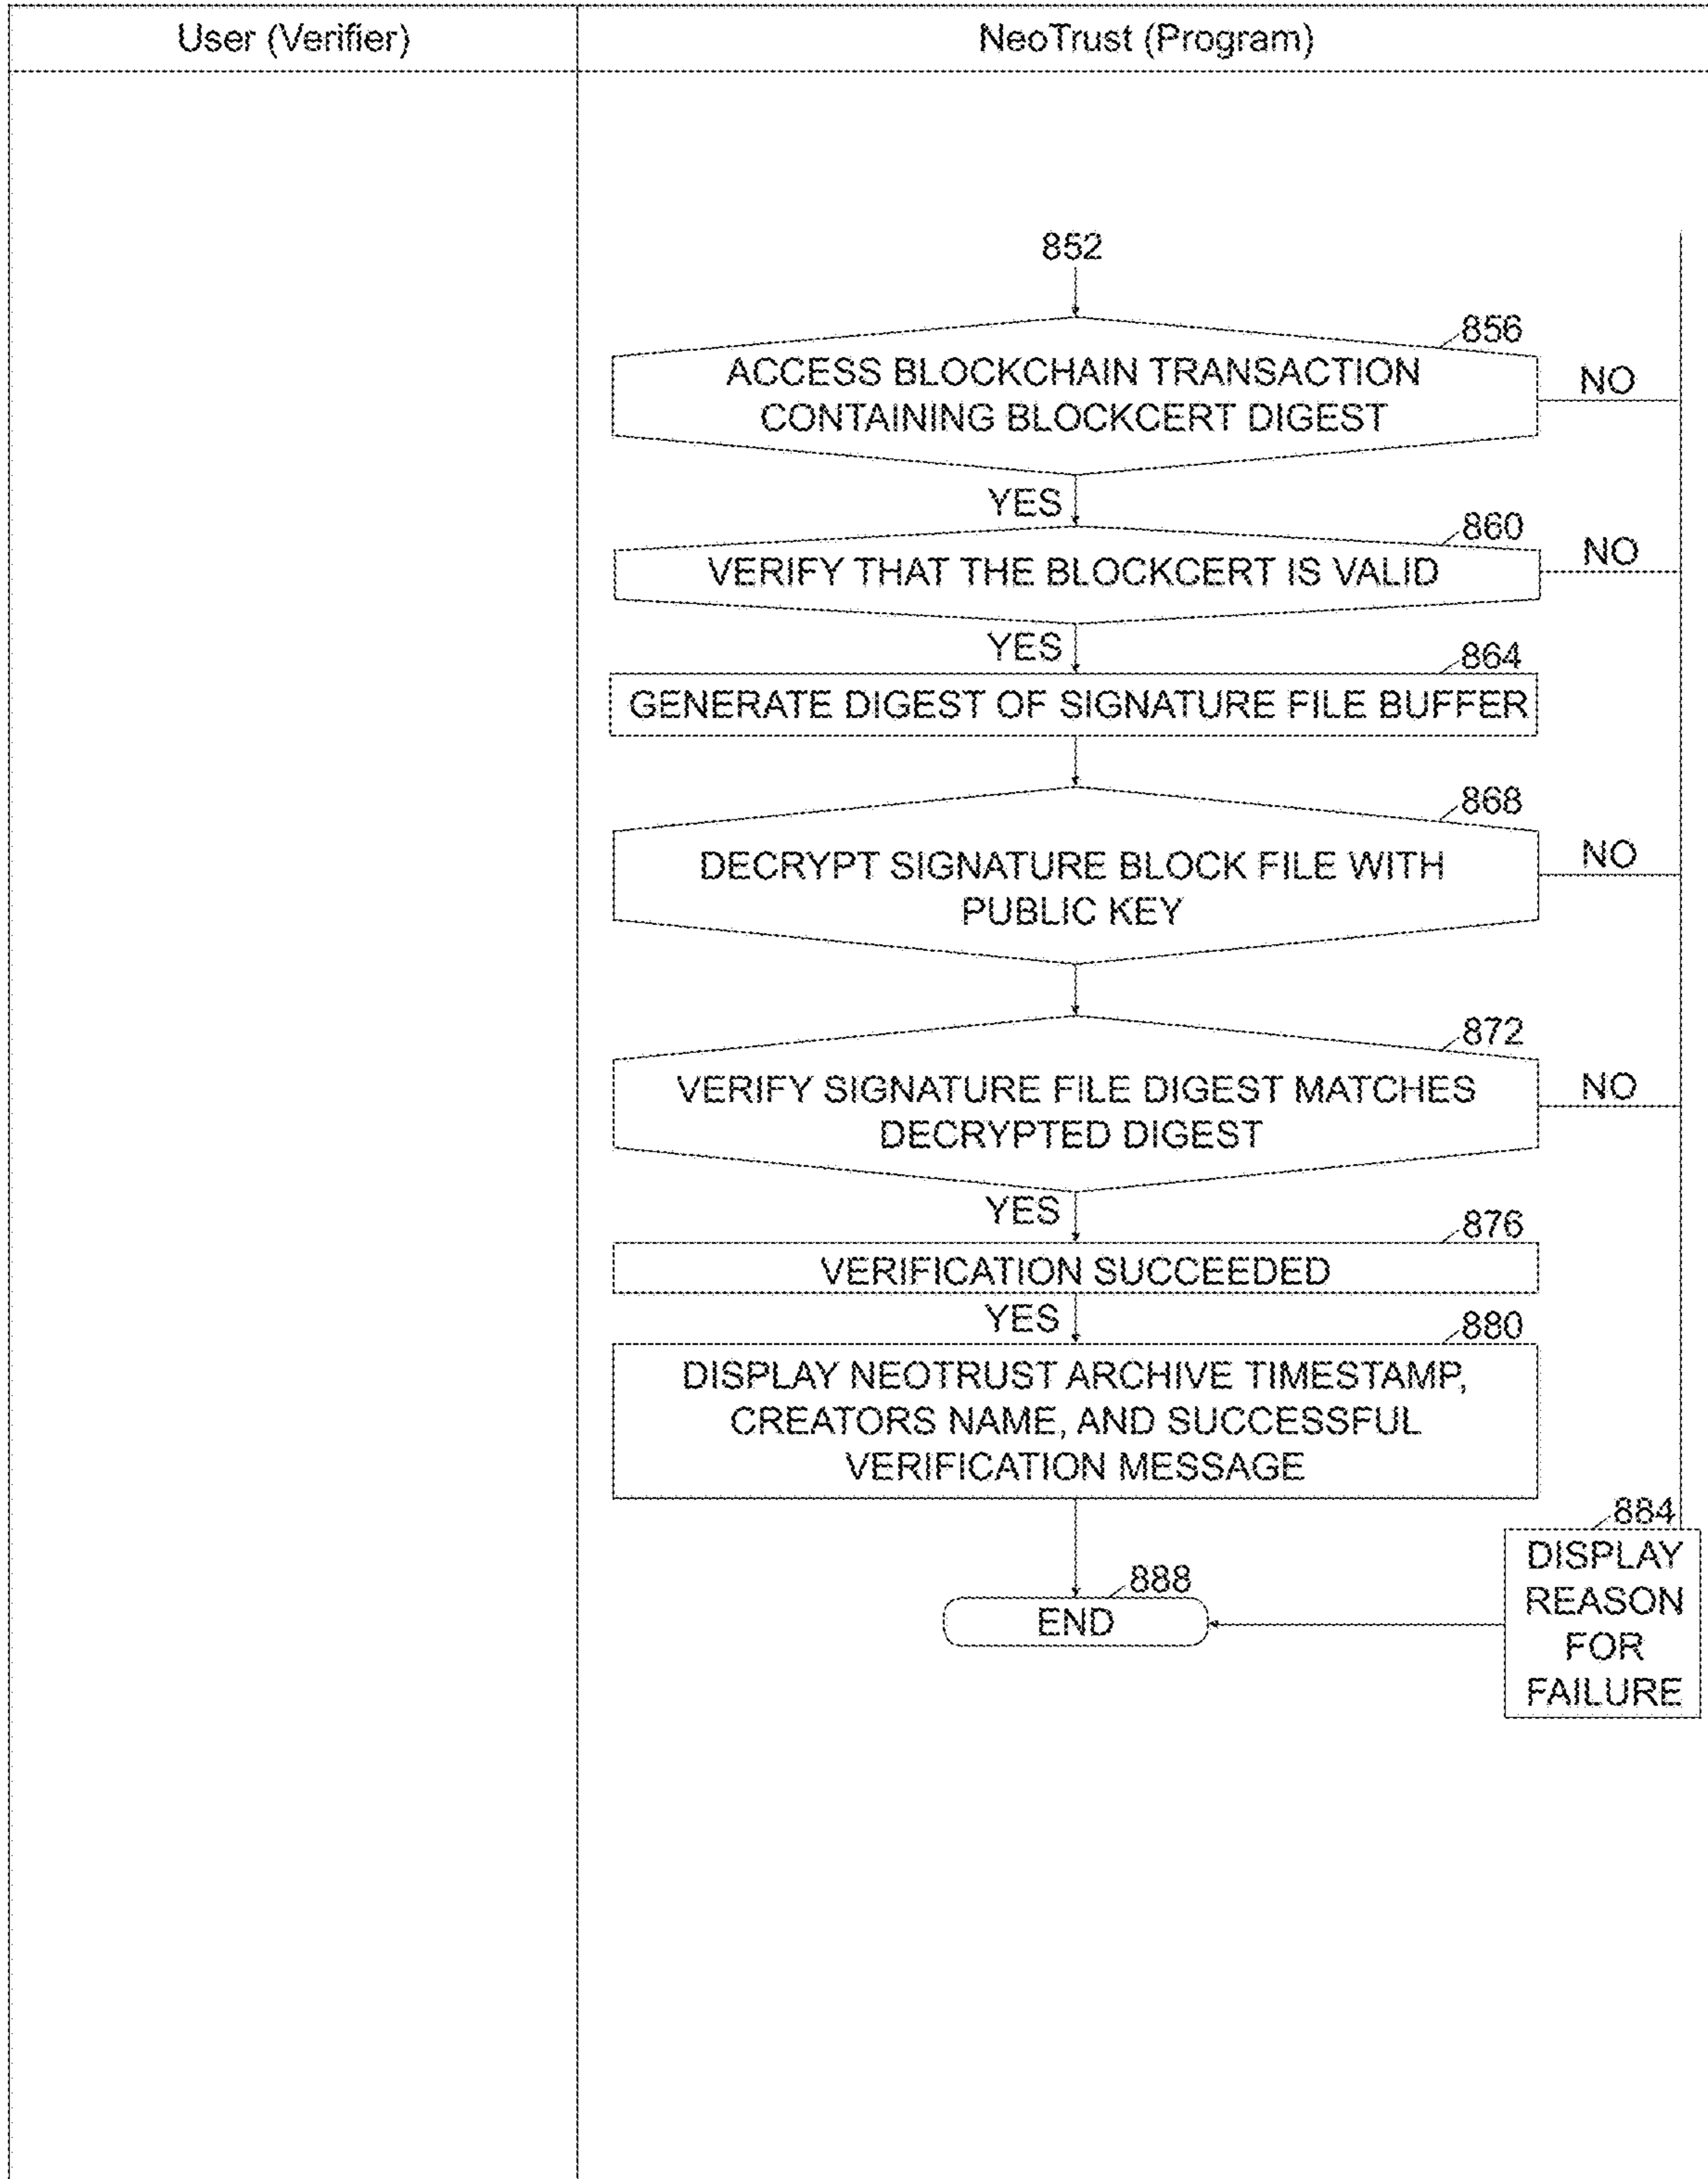 User (Verifier)
NeoTrust (Program)
852
856
ACCESS BLOCKCHAIN TRANSACTION
CONTAINING BLOCKCERT DIGEST
NO
YES
860
VERIFY THAT THE BLOCKCERT IS VALID
NO
YES
864
GENERATE DIGEST OF SIGNATURE FILE BUFFER
868
DECRYPT SIGNATURE BLOCK FILE WITH
PUBLIC KEY
NO
872
VERIFY SIGNATURE FILE DIGEST MATCHES
DECRYPTED DIGEST
NO
YES
876
VERIFICATION SUCCEEDED
YES
880
DISPLAY NEOTRUST ARCHIVE TIMESTAMP,
CREATORS NAME, AND SUCCESSFUL
VERIFICATION MESSAGE
884
DISPLAY
REASON
FOR
FAILURE
888
END